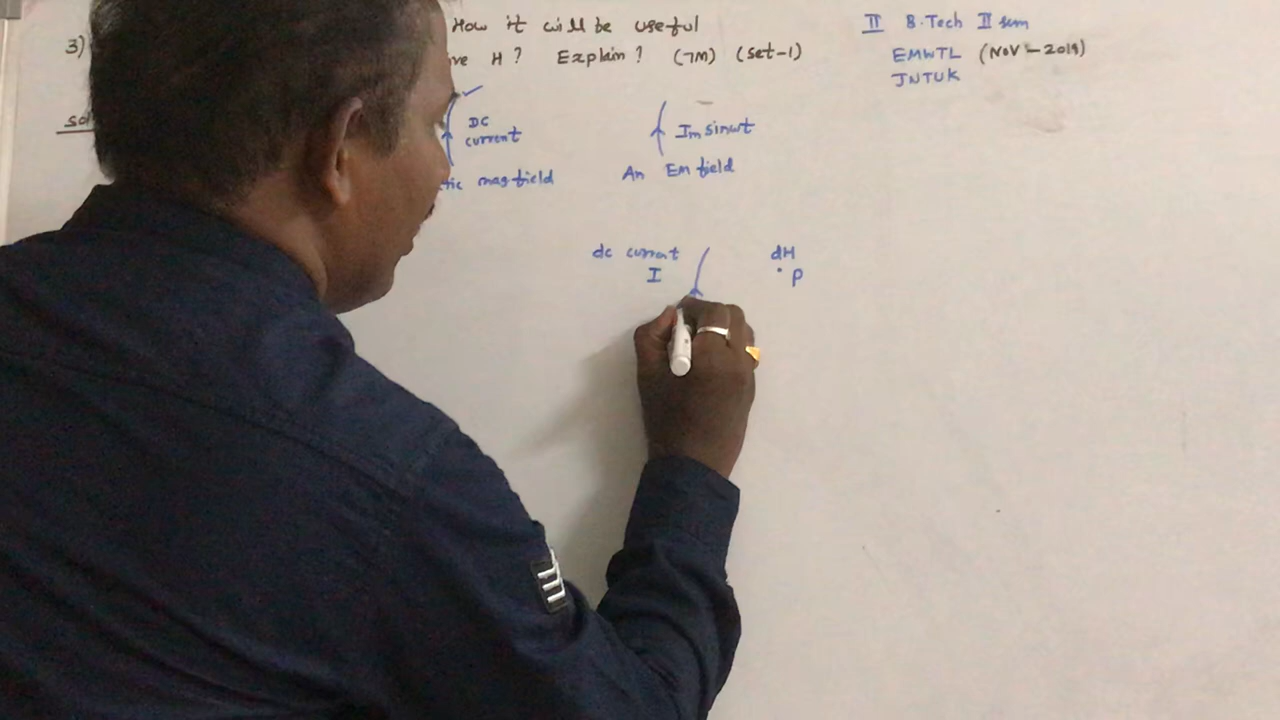 How it will be useful
3) ve H? Explain? (7M) (set-1)
II B.Tech II sem
EMWTL (NOV-2019)
JNTUK
sol
DC
current
tic mag field
Im sinωt
An Em field
dc current
I
dH
P